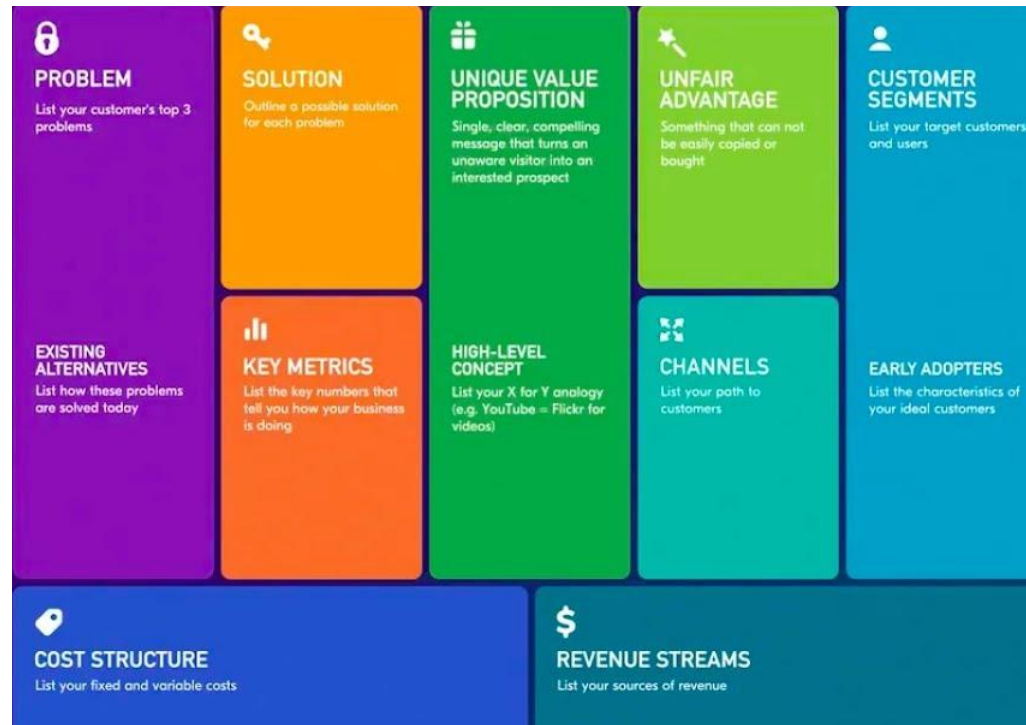 PROBLEM
List your customer's top 3
problems
EXISTING
ALTERNATIVES
List how these problems
are solved today
SOLUTION
Outline a possible solution
for each problem
KEY METRICS
List the key numbers that
tell you how your business
is doing
UNIQUE VALUE
PROPOSITION
Single, clear, compelling
message that turns an
unaware visitor into an
interested prospect
HIGH-LEVEL
CONCEPT
List your X for Y analogy
(e.g. YouTube = Flickr for
videos)
UNFAIR
ADVANTAGE
Something that can not
be easily copied or
bought
CHANNELS
List your path to
customers
CUSTOMER
SEGMENTS
List your target customers
and users
EARLY ADOPTERS
List the characteristics of
your ideal customers
COST STRUCTURE
List your fixed and variable costs
REVENUE STREAMS
List your sources of revenue